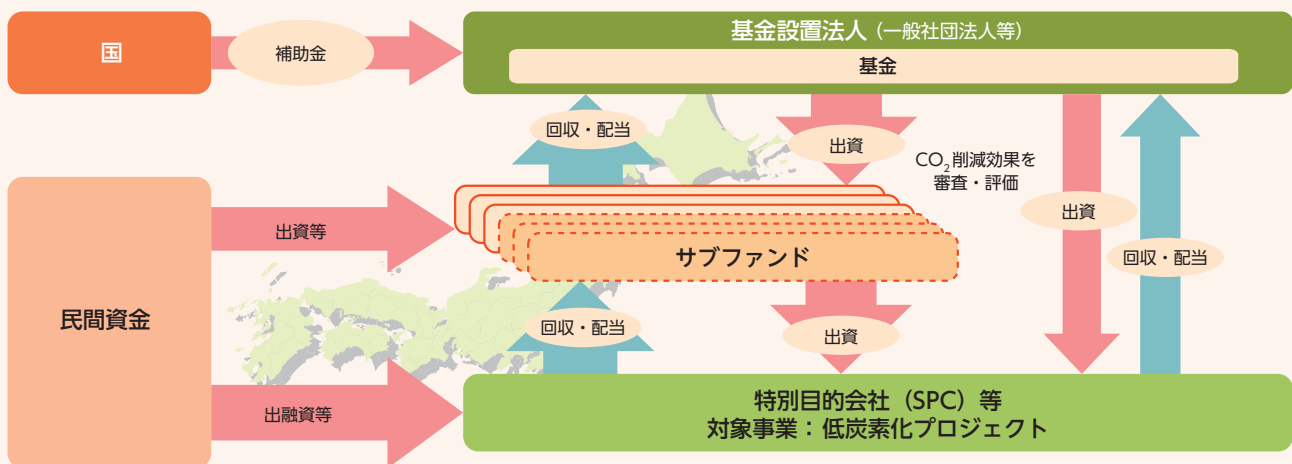 国
補助金
基金設置法人（一般社団法人等）
基金
回収・配当
出資
CO₂削減効果を
審査・評価
出資
回収・配当
出資等
サブファンド
民間資金
回収・配当
出資
出融資等
特別目的会社（SPC）等
対象事業：低炭素化プロジェクト